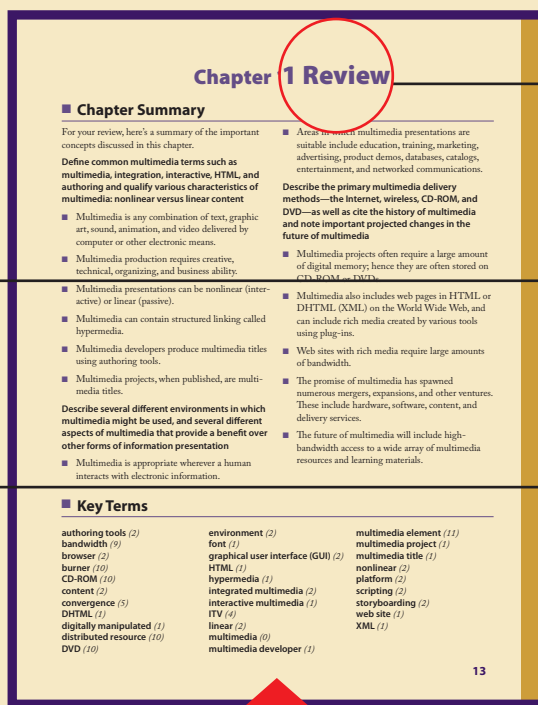 Chapter 1 Review
Chapter Summary
For your review, here's a summary of the important
concepts discussed in this chapter.
Define common multimedia terms such as
multimedia, integration, interactive, HTML, and
authoring and qualify various characteristics of
multimedia: nonlinear versus linear content
Multimedia is any combination of text, graphic
art, sound, animation, and video delivered by
computer or other electronic means.
Multimedia production requires creative,
technical, organizing, and business ability.
Multimedia presentations can be nonlinear (inter-
active) or linear (passive).
Multimedia can contain structured linking called
hypermedia.
Multimedia developers produce multimedia titles
using authoring tools.
Multimedia projects, when published, are multi-
media titles.
Describe several different environments in which
multimedia might be used, and several different
aspects of multimedia that provide a benefit over
other forms of information presentation
Multimedia is appropriate wherever a human
interacts with electronic information.
Areas in which multimedia presentations are
suitable include education, training, marketing,
advertising, product demos, databases, catalogs,
entertainment, and networked communications.
Describe the primary multimedia delivery
methods—the Internet, wireless, CD-ROM, and
DVD—as well as cite the history of multimedia
and note important projected changes in the
future of multimedia
Multimedia projects often require a large amount
of digital memory; hence they are often stored on
CD-ROM or DVDs.
Multimedia also includes web pages in HTML or
DHTML (XML) on the World Wide Web, and
can include rich media created by various tools
using plug-ins.
Web sites with rich media require large amounts
of bandwidth.
The promise of multimedia has spawned
numerous mergers, expansions, and other ventures.
These include hardware, software, content, and
delivery services.
The future of multimedia will include high-
bandwidth access to a wide array of multimedia
resources and learning materials.
Key Terms
authoring tools (2)
bandwidth (9)
browser (2)
burner (10)
CD-ROM (10)
content (2)
convergence (5)
DHTML (1)
digitally manipulated (1)
distributed resource (10)
DVD (10)
environment (2)
font (1)
graphical user interface (GUI) (2)
HTML (1)
hypermedia (1)
integrated multimedia (2)
interactive multimedia (1)
ITV (4)
linear (2)
multimedia (0)
multimedia developer (1)
multimedia element (11)
multimedia project (1)
multimedia title (1)
nonlinear (2)
platform (2)
scripting (2)
storyboarding (2)
web site (1)
XML (1)
13